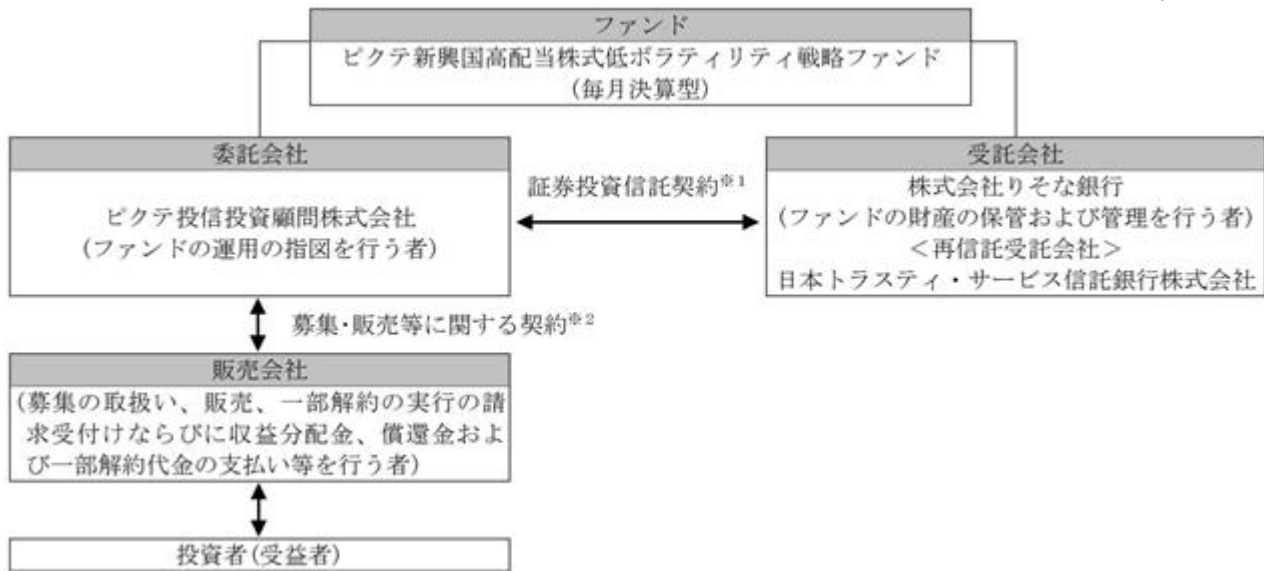 ファンド
ピクテ新興国高配当株式低ボラティリティ戦略ファンド
(毎月決算型)
委託会社
ピクテ投信投資顧問株式会社
(ファンドの運用の指図を行う者)
証券投資信託契約※1
受託会社
株式会社りそな銀行
(ファンドの財産の保管および管理を行う者)
＜再信託受託会社＞
日本トラスティ・サービス信託銀行株式会社
募集・販売等に関する契約※2
販売会社
(募集の取扱い、販売、一部解約の実行の請
求受付けならびに収益分配金、償還金およ
び一部解約代金の支払い等を行う者)
投資者(受益者)